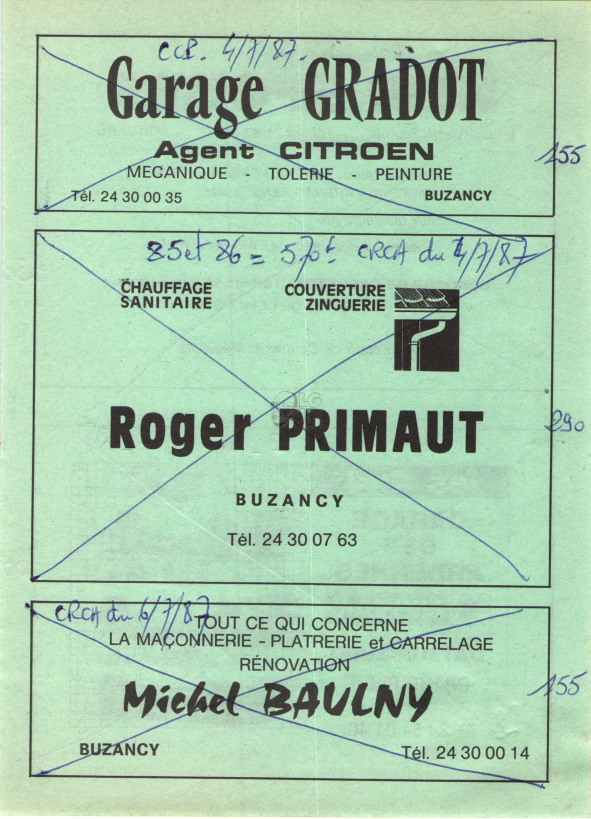 CCP. 4/7/87.
Garage GRADOT
Agent CITROEN
155
MECANIQUE - TOLERIE - PEINTURE
Tél. 24 30 00 35 BUZANCY
85 et 86 = 570f CRCA du 4/7/87
CHAUFFAGE
SANITAIRE
COUVERTURE
ZINGUERIE
Roger PRIMAUT
290
BUZANCY
Tél. 24 30 07 63
CRCA du 6/7/87
TOUT CE QUI CONCERNE
LA MAÇONNERIE - PLATRERIE et CARRELAGE
RÉNOVATION
Michel BAULNY
155
BUZANCY Tél. 24 30 00 14